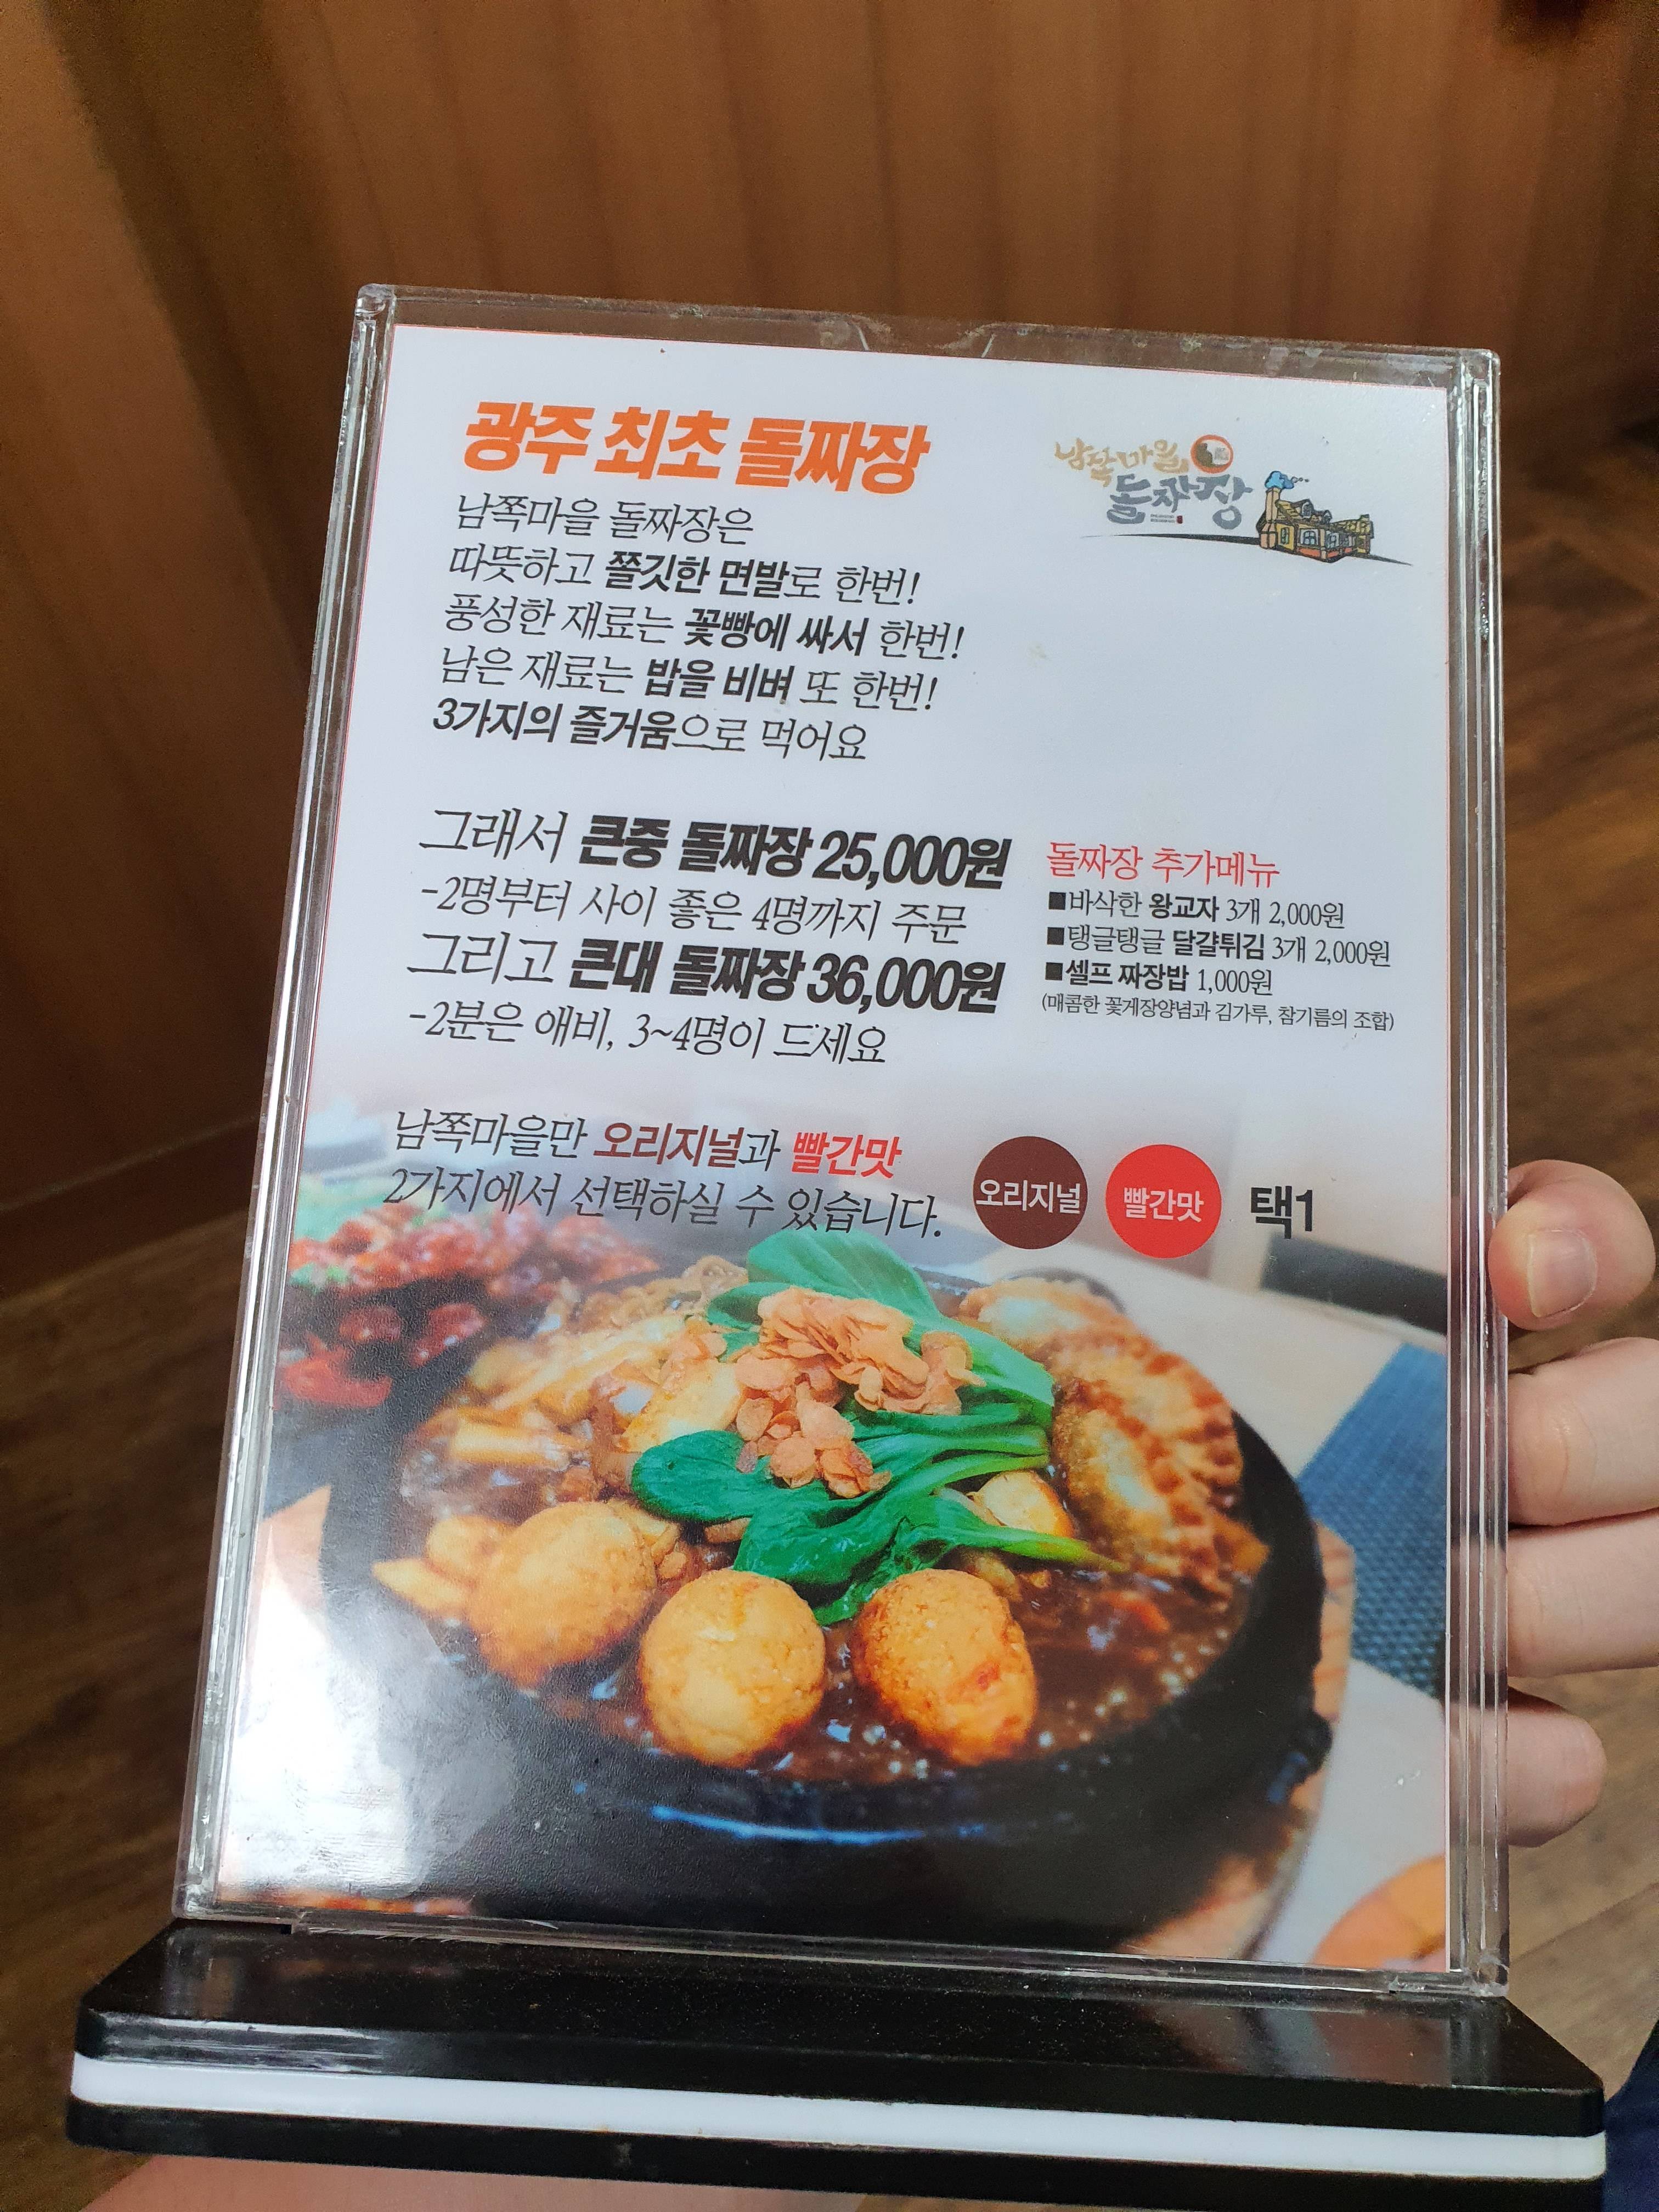 광주 최초 돌짜장
남쪽마을
돌짜장
남쪽마을 돌짜장은
따뜻하고 쫄깃한 면발로 한번!
풍성한 재료는 꽃빵에 싸서 한번!
남은 재료는 밥을 비벼 또 한번!
3가지의 즐거움으로 먹어요
그래서 큰중 돌짜장 25,000원
-2명부터 사이 좋은 4명까지 주문
그리고 큰대 돌짜장 36,000원
-2분은 애비, 3~4명이 드세요
돌짜장 추가메뉴
■바삭한 왕교자 3개 2,000원
■탱글탱글 달걀튀김 3개 2,000원
■셀프 짜장밥 1,000원
(매콤한 꽃게장양념과 김가루, 참기름의 조합)
남쪽마을만 오리지널과 빨간맛
2가지에서 선택하실 수 있습니다.
오리지널 빨간맛 택1